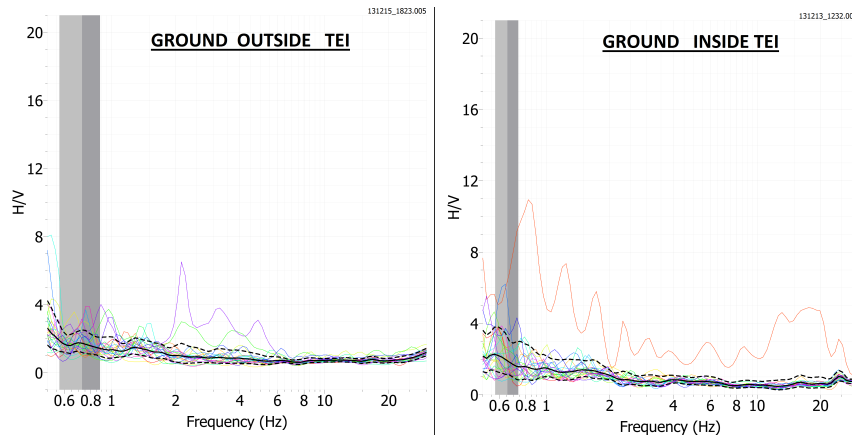 131215_1823.005
GROUND OUTSIDE TEI
20
16
12
8
4
0
H/V
0.6 0.8 1 2 4 6 8 10 20
Frequency (Hz)
131213_1232.00
GROUND INSIDE TEI
20
16
12
8
4
0
H/V
0.6 0.8 1 2 4 6 8 10 20
Frequency (Hz)